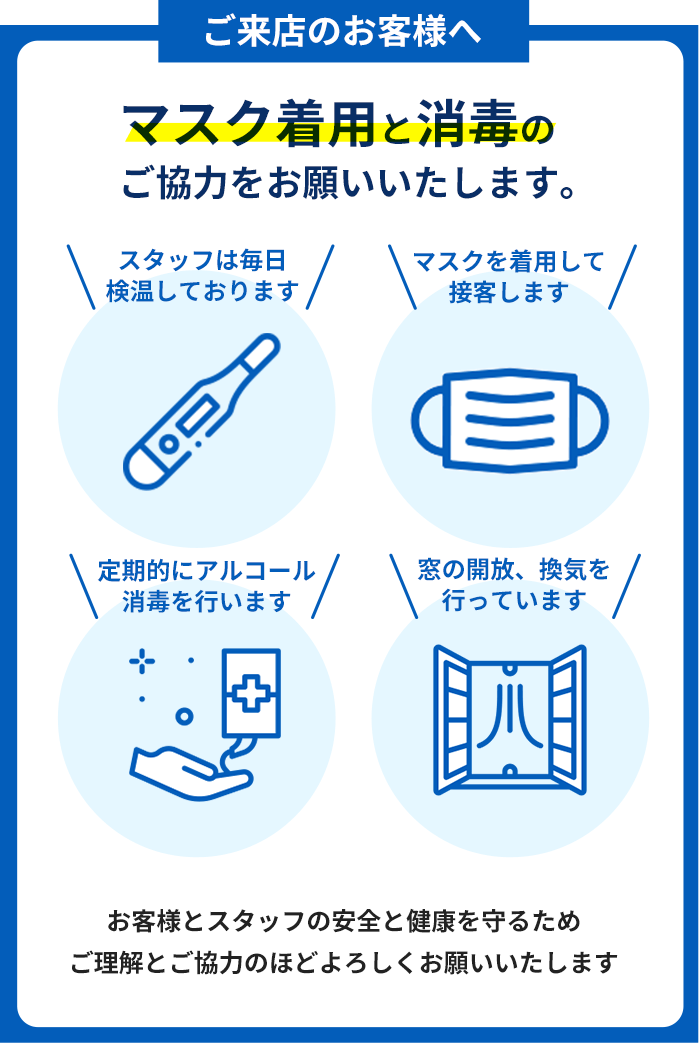 ご来店のお客様へ
マスク着用と消毒の
ご協力をお願いいたします。
スタッフは毎日
検温しております
マスクを着用して
接客します
定期的にアルコール
消毒を行います
窓の開放、換気を
行っています
お客様とスタッフの安全と健康を守るため
ご理解とご協力のほどよろしくお願いいたします